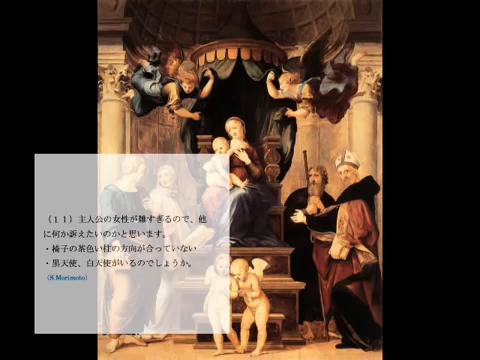 （１１）主人公の女性が雑すぎるので、他
に何か訴えたいのかと思います。
・椅子の茶色い柱の方向が合っていない
・黒天使、白天使がいるのでしょうか。
（S.Morimoto）